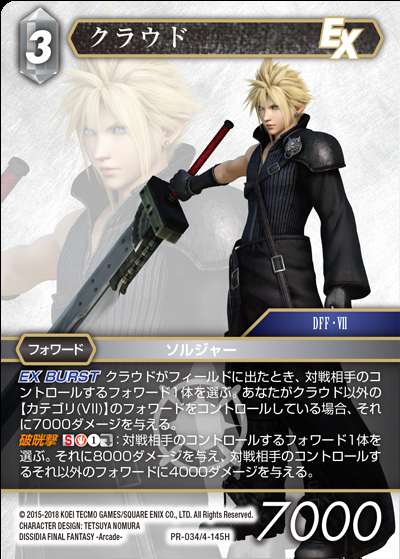 3
クラウド
EX
DFF・VII
フォワード
ソルジャー
EX BURST クラウドがフィールドに出たとき、対戦相手のコ
ントロールするフォワード1体を選ぶ。あなたがクラウド以外の
【カテゴリ(VII)】のフォワードをコントロールしている場合、それ
に7000ダメージを与える。
破晄撃 S 1 : 対戦相手のコントロールするフォワード1体を
選ぶ。それに8000ダメージを与え、対戦相手のコントロールす
るそれ以外のフォワードに4000ダメージを与える。
© 2015-2018 KOEI TECMO GAMES/SQUARE ENIX CO., LTD. All Rights Reserved.
CHARACTER DESIGN: TETSUYA NOMURA
DISSIDIA FINAL FANTASY -Arcade-
PR-034/4-145H
7000